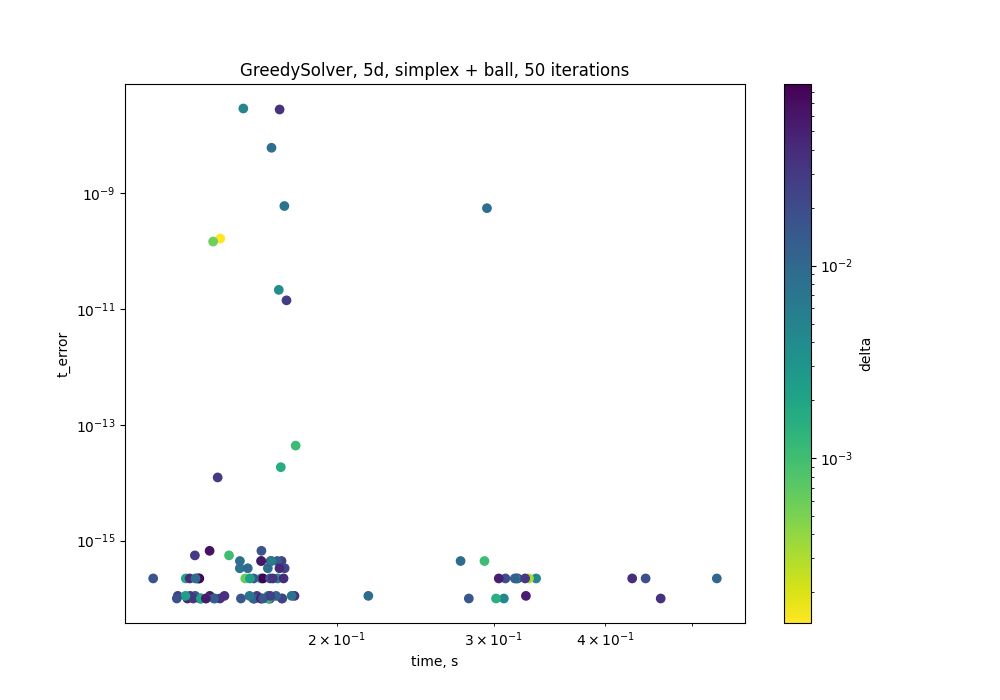 GreedySolver, 5d, simplex + ball, 50 iterations
t_error
10⁻⁹
10⁻¹¹
10⁻¹³
10⁻¹⁵
2 × 10⁻¹
3 × 10⁻¹
4 × 10⁻¹
time, s
10⁻²
10⁻³
delta